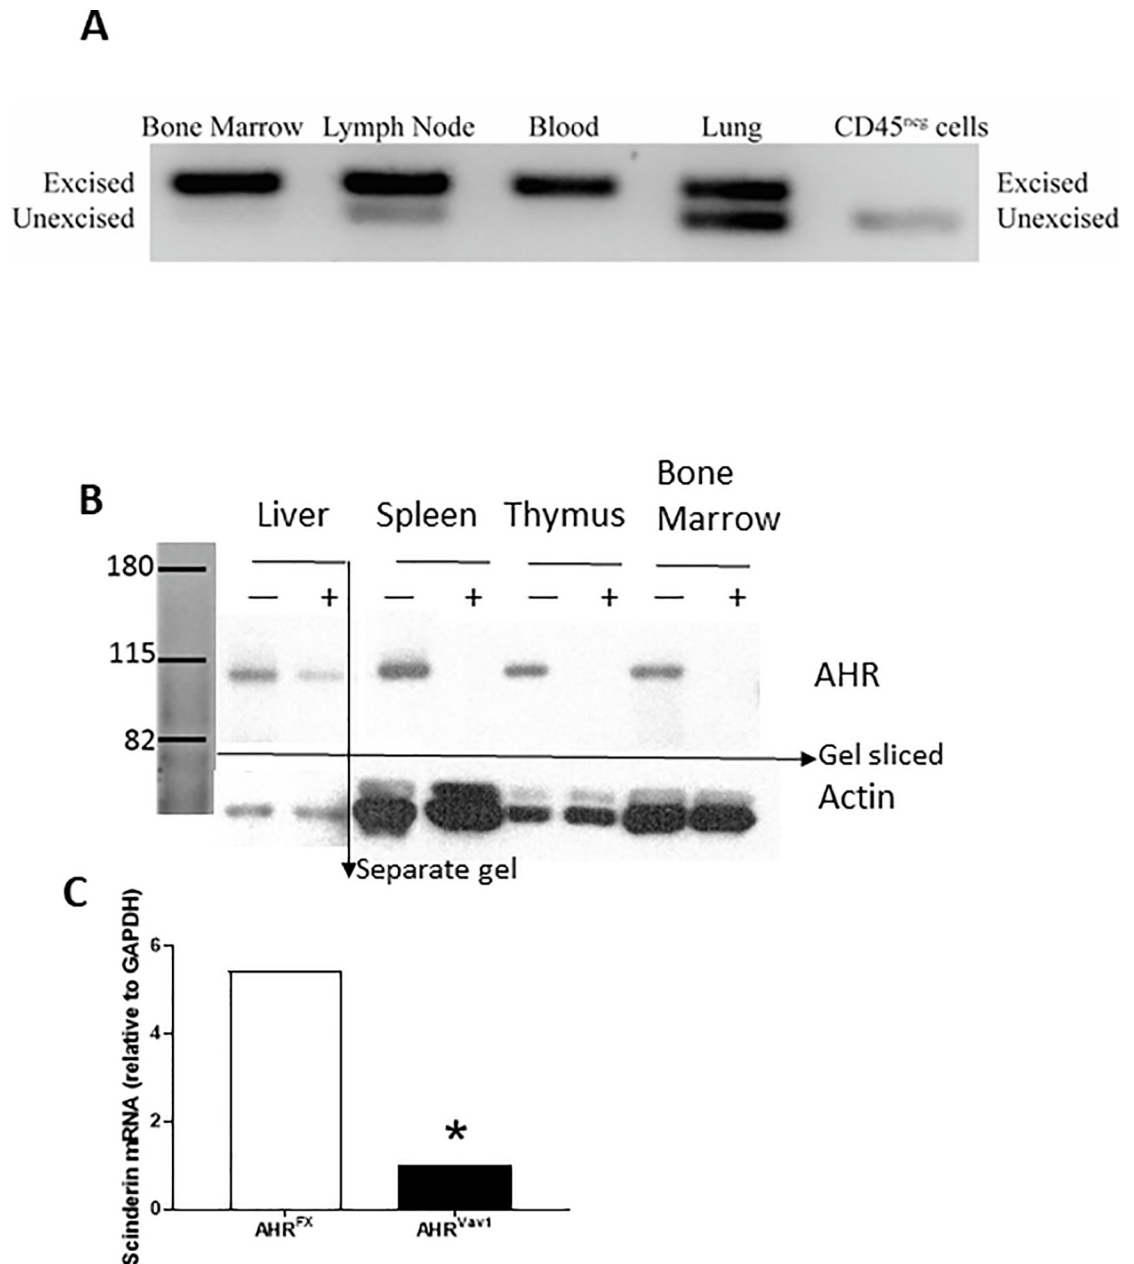 A
Bone Marrow Lymph Node Blood Lung CD45ⁿᵉᵍ cells
Excised Excised
Unexcised Unexcised
B
Liver Spleen Thymus Bone Marrow
— + — + — + — +
180
115
AHR
82
Gel sliced
Actin
Separate gel
C
Scinderin mRNA (relative to GAPDH)
6
4
2
*
0
AHRFX AHRVav1